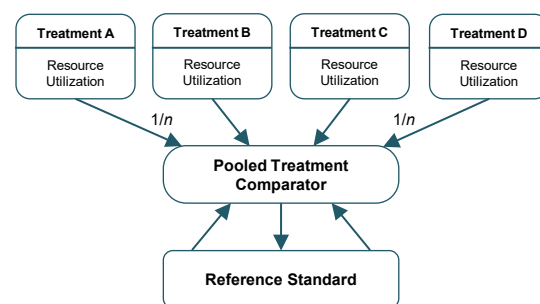 Treatment A
Treatment B
Treatment C
Treatment D
Resource
Utilization
Resource
Utilization
Resource
Utilization
Resource
Utilization
1/n
1/n
Pooled Treatment
Comparator
Reference Standard